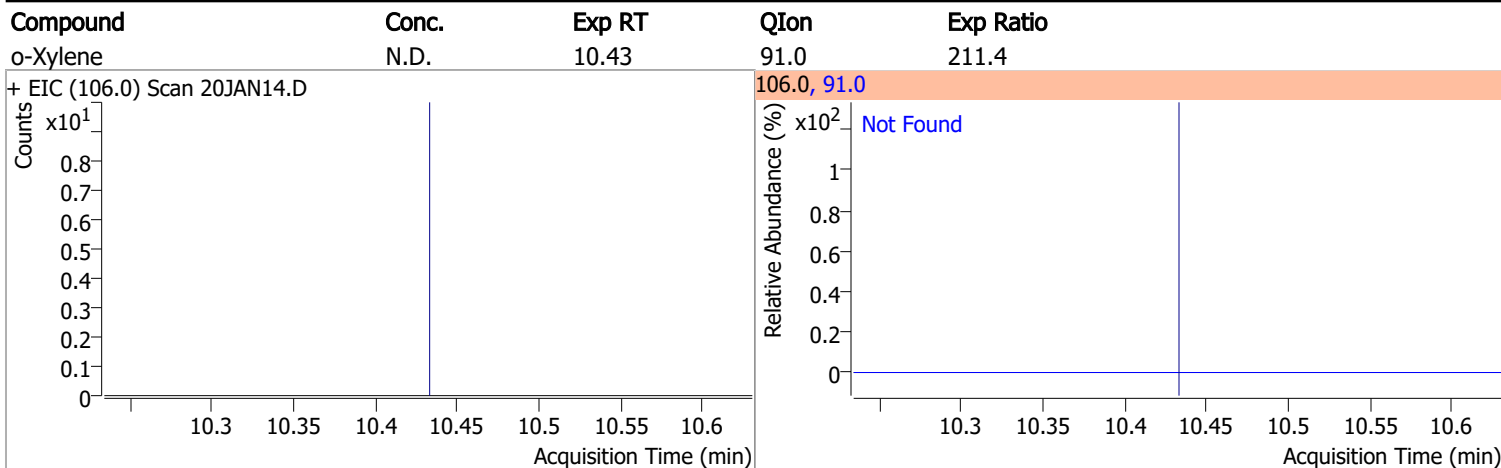 Compound Conc. Exp RT QIon Exp Ratio
o-Xylene N.D. 10.43 91.0 211.4
+ EIC (106.0) Scan 20JAN14.D
Counts
x10¹
0.8
0.7
0.6
0.5
0.4
0.3
0.2
0.1
0
10.3 10.35 10.4 10.45 10.5 10.55 10.6
Acquisition Time (min)
106.0, 91.0
Relative Abundance (%)
x10²
Not Found
1
0.8
0.6
0.4
0.2
0
10.3 10.35 10.4 10.45 10.5 10.55 10.6
Acquisition Time (min)